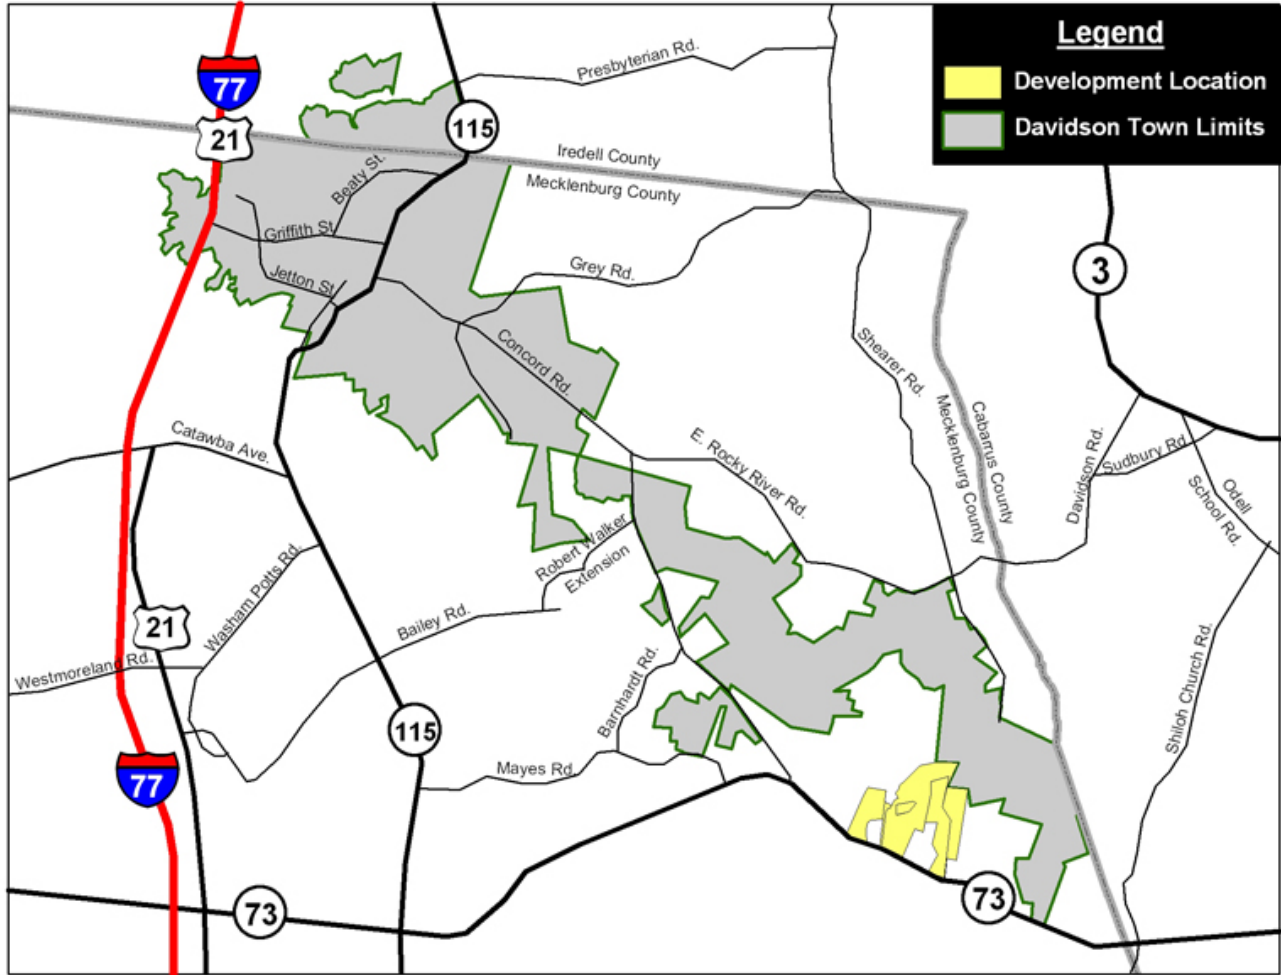 Legend
Development Location
Davidson Town Limits
Presbyterian Rd.
77
21
115
Iredell County
Mecklenburg County
Beaty St.
Griffith St.
Jetton St.
Grey Rd.
3
Concord Rd.
Shearer Rd.
Catawba Ave.
E. Rocky River Rd.
Cabarrus County
Mecklenburg County
Davidson Rd.
Sudbury Rd.
Odell
School Rd.
Robert Walker
Extension
Washam Potts Rd.
21
Bailey Rd.
Westmoreland Rd.
Barnhardt Rd.
Shiloh Church Rd.
115
77
Mayes Rd.
73
73